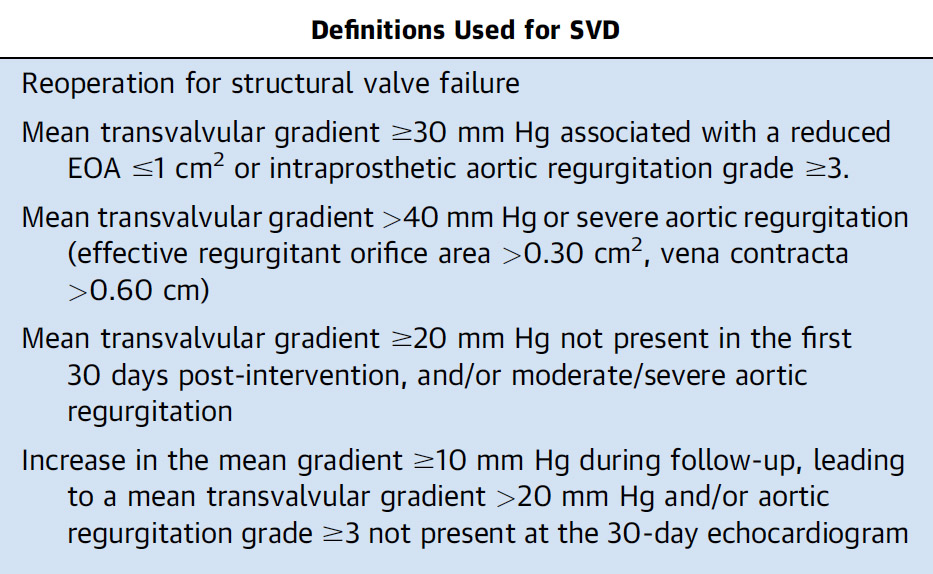 Definitions Used for SVD
Reoperation for structural valve failure
Mean transvalvular gradient ≥30 mm Hg associated with a reduced
EOA ≤1 cm² or intraprosthetic aortic regurgitation grade ≥3.
Mean transvalvular gradient >40 mm Hg or severe aortic regurgitation
(effective regurgitant orifice area >0.30 cm², vena contracta
>0.60 cm)
Mean transvalvular gradient ≥20 mm Hg not present in the first
30 days post-intervention, and/or moderate/severe aortic
regurgitation
Increase in the mean gradient ≥10 mm Hg during follow-up, leading
to a mean transvalvular gradient >20 mm Hg and/or aortic
regurgitation grade ≥3 not present at the 30-day echocardiogram